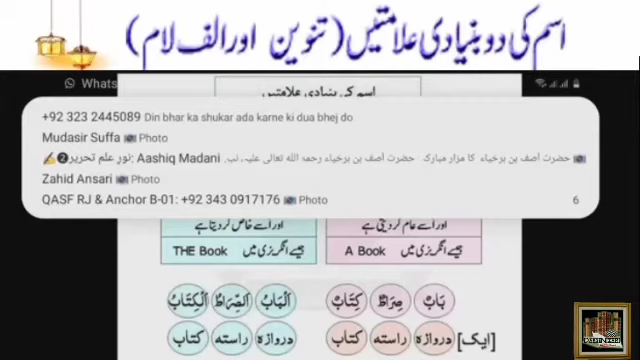 اسم کی دو بنیادی علامتیں (تنوین اور الف لام)
Whats
اسم کی بنیادی علامتیں
+92 323 2445089 Din bhar ka shukar ada karne ki dua bhej do
Mudasir Suffa 📷 Photo
✍️❷نورِ علم تحریر: Aashiq Madani 📷 حضرت آصف بن برخیاء کا مزار مبارک حضرت آصف بن برخیاء رحمۃ اللہ تعالی علیہ نب
Zahid Ansari 📷 Photo
QASF RJ & Anchor B-01: +92 343 0917176 📷 Photo 6
اور اسے عام کر دیتی ہے اور اسے خاص کر دیتا ہے
جیسے انگریزی میں A Book جیسے انگریزی میں THE Book
بَابٌ صِرَاطٌ كِتَابٌ اَلْبَابُ اَلصِّرَاطُ اَلْكِتَابُ
[ایک] دروازہ راستہ کتاب دروازہ راستہ کتاب